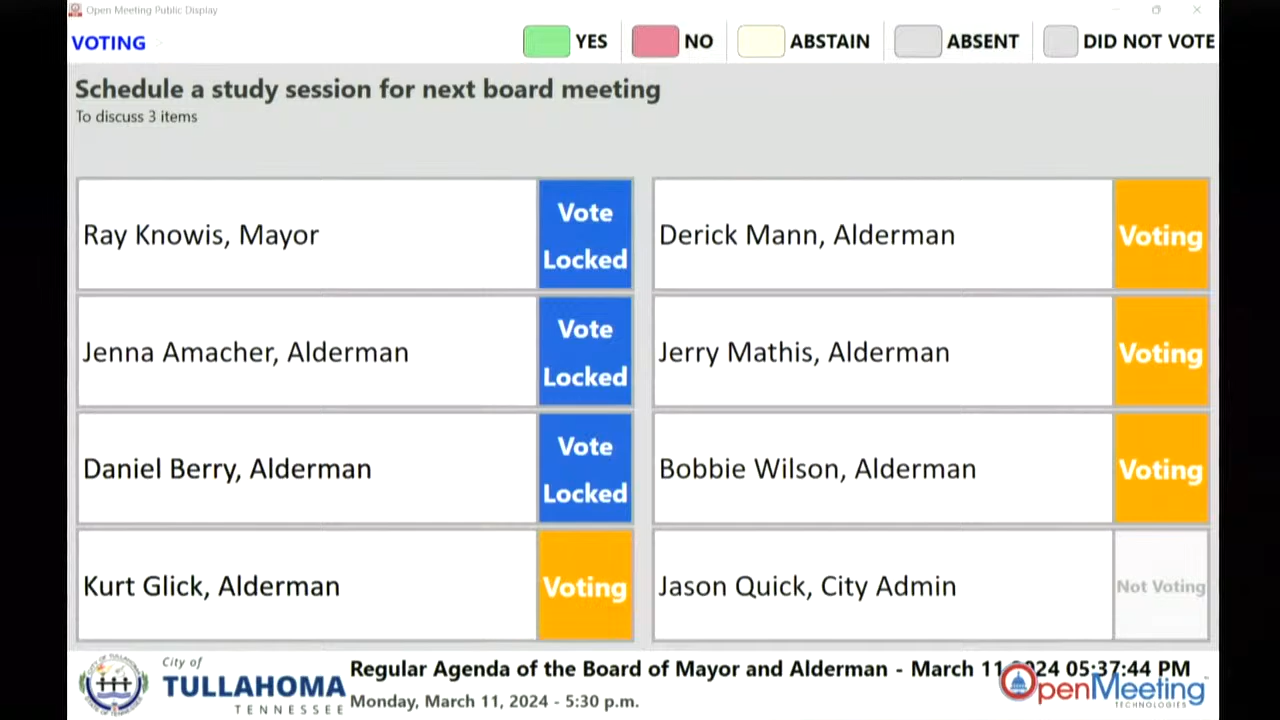 Open Meeting Public Display
VOTING
YES
NO
ABSTAIN
ABSENT
DID NOT VOTE
Schedule a study session for next board meeting
To discuss 3 items
Ray Knowis, Mayor
Vote
Locked
Derick Mann, Alderman
Voting
Jenna Amacher, Alderman
Vote
Locked
Jerry Mathis, Alderman
Voting
Daniel Berry, Alderman
Vote
Locked
Bobbie Wilson, Alderman
Voting
Kurt Glick, Alderman
Voting
Jason Quick, City Admin
Not Voting
City of
TULLAHOMA
TENNESSEE
Regular Agenda of the Board of Mayor and Alderman - March 11 2024 05:37:44 PM
Monday, March 11, 2024 - 5:30 p.m.
OpenMeeting
TECHNOLOGIES